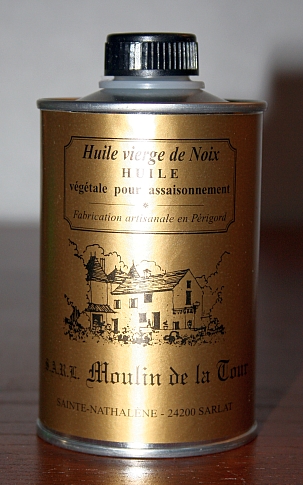 Huile vierge de Noix
HUILE
végétale pour assaisonnement
Fabrication artisanale en Périgord
S.A.R.L. Moulin de la Tour
SAINTE-NATHALÈNE - 24200 SARLAT